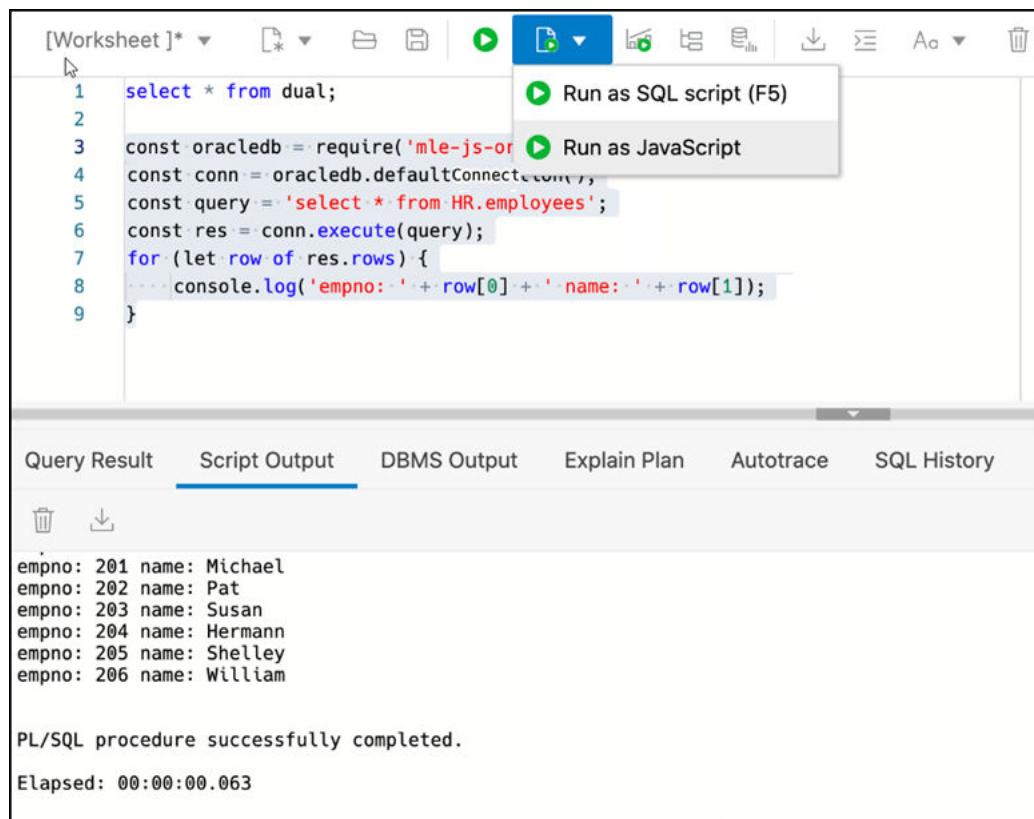 [Worksheet ]*
Aa
Run as SQL script (F5)
Run as JavaScript
1 select * from dual;
2
3 const oracledb = require('mle-js-or
4 const conn = oracledb.defaultConnection();
5 const query = 'select * from HR.employees';
6 const res = conn.execute(query);
7 for (let row of res.rows) {
8 console.log('empno: ' + row[0] + ' name: ' + row[1]);
9 }
Query Result Script Output DBMS Output Explain Plan Autotrace SQL History
empno: 201 name: Michael
empno: 202 name: Pat
empno: 203 name: Susan
empno: 204 name: Hermann
empno: 205 name: Shelley
empno: 206 name: William
PL/SQL procedure successfully completed.
Elapsed: 00:00:00.063